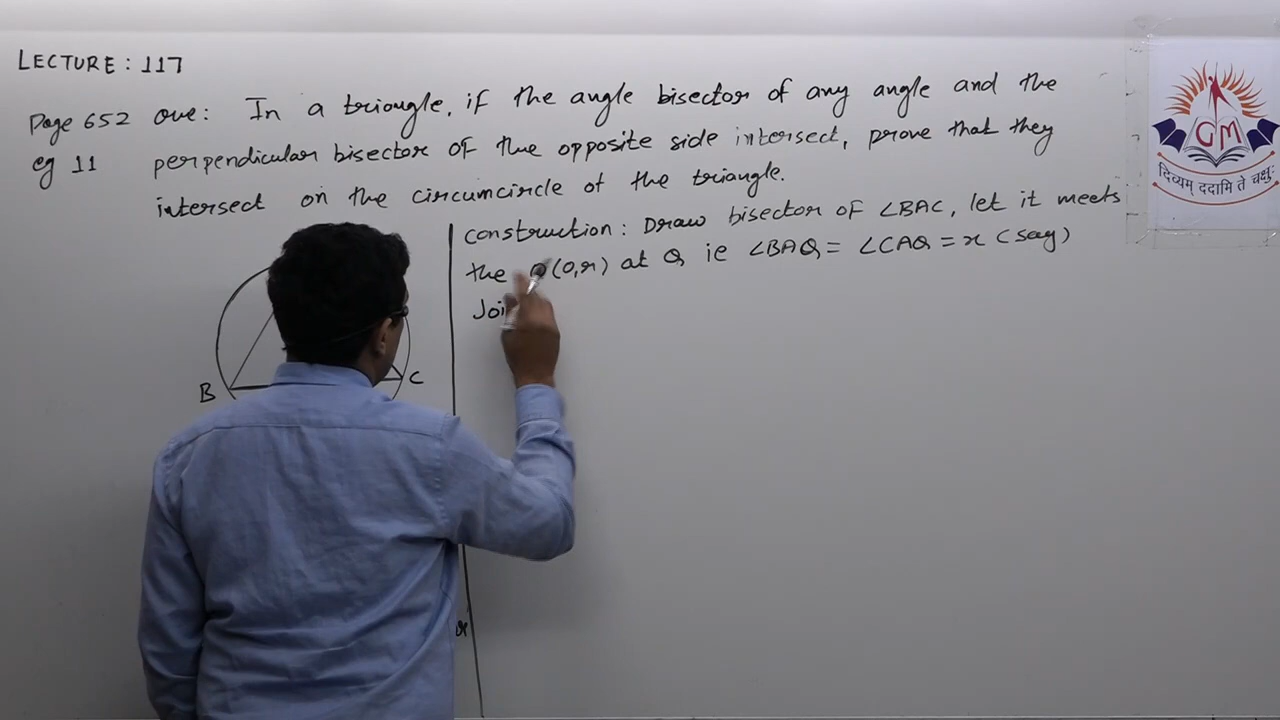 LECTURE : 117
Page 652 que: In a triangle, if the angle bisector of any angle and the
eg 11 perpendicular bisector of the opposite side intersect, prove that they
intersect on the circumcircle of the triangle.
construction: Draw bisector of ∠BAC, let it meets
the (O,r) at Q ie ∠BAQ = ∠CAQ = x (say)
Joi
B
C
GM
दिव्यम् ददामि ते चक्षुः